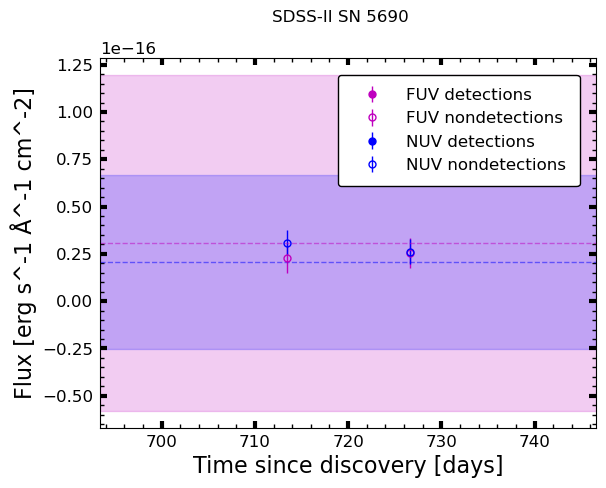 SDSS-II SN 5690
1e−16
1.25
1.00
0.75
0.50
0.25
0.00
−0.25
−0.50
Flux [erg s^-1 Å^-1 cm^-2]
FUV detections
FUV nondetections
NUV detections
NUV nondetections
700
710
720
730
740
Time since discovery [days]